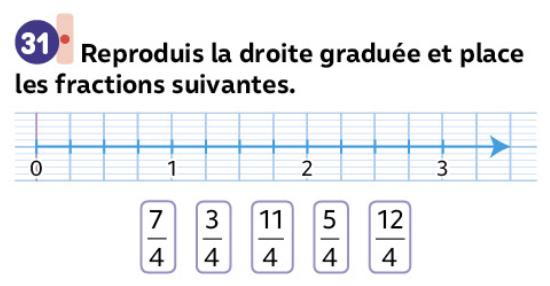 31 Reproduis la droite graduée et place
les fractions suivantes.
0 1 2 3
7/4 3/4 11/4 5/4 12/4